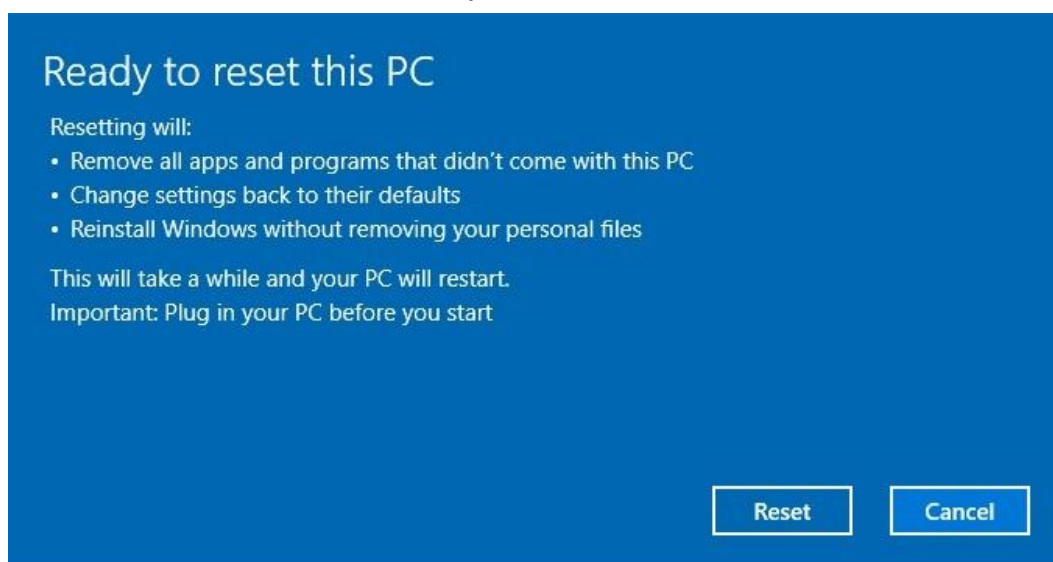 Ready to reset this PC
Resetting will:
• Remove all apps and programs that didn't come with this PC
• Change settings back to their defaults
• Reinstall Windows without removing your personal files
This will take a while and your PC will restart.
Important: Plug in your PC before you start
Reset
Cancel